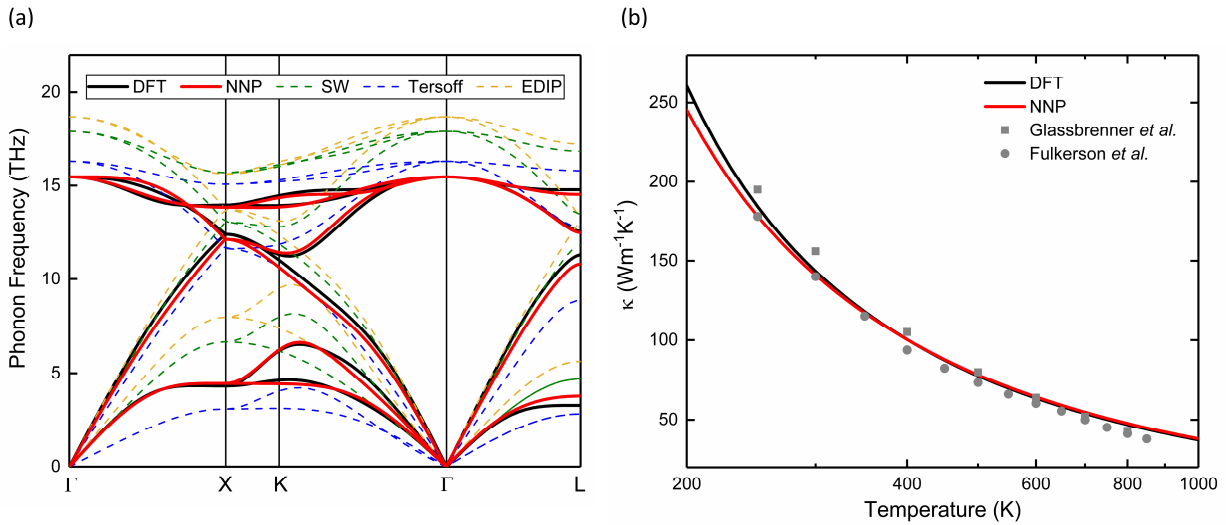 (a)
(b)
DFT NNP SW Tersoff EDIP
Phonon Frequency (THz)
20
15
10
5
0
Γ X K Γ L
DFT
NNP
Glassbrenner et al.
Fulkerson et al.
κ (Wm⁻¹K⁻¹)
250
200
150
100
50
200 400 600 800 1000
Temperature (K)